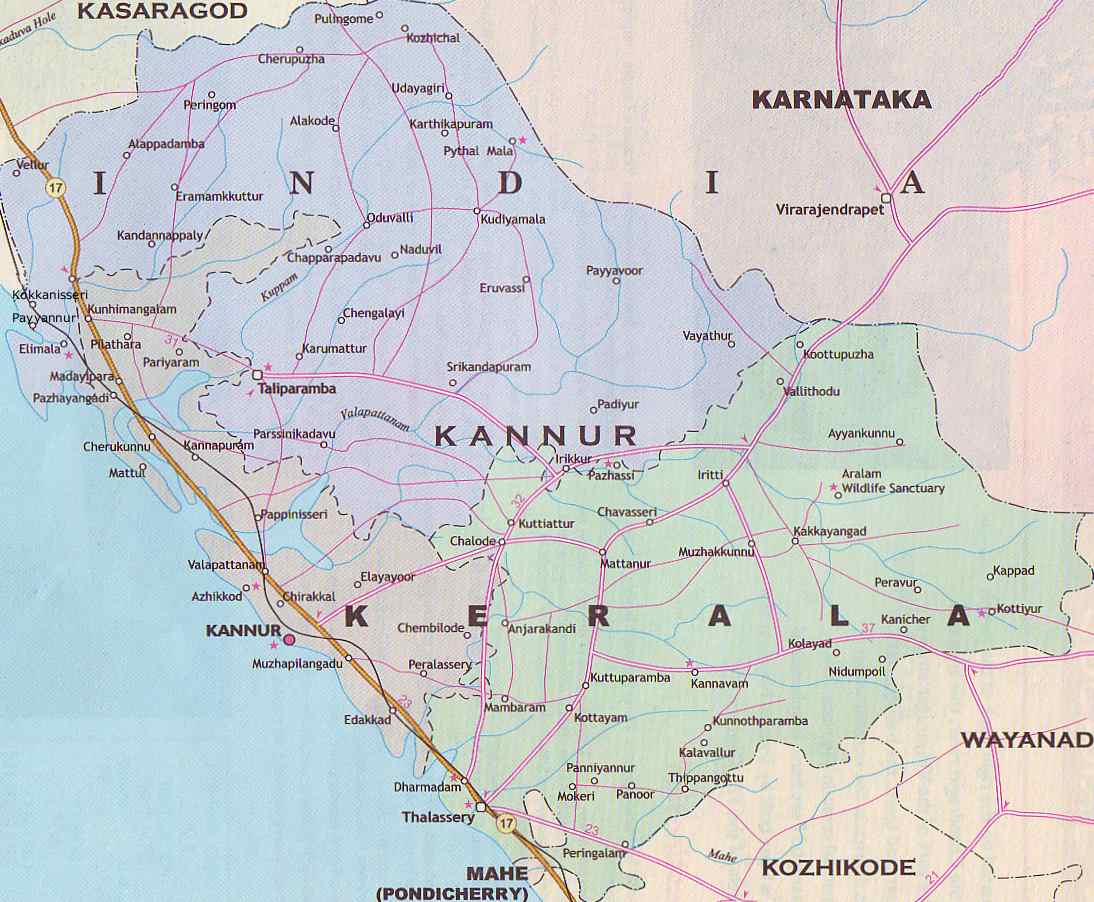 KASARAGOD
Pulingome
Kozhichal
Cherupuzha
Udayagiri
KARNATAKA
Peringom
Alakode
Karthikapuram
Alappadamba
Pythal Mala
Vellur
17
I N D I A
Eramamkkuttur
Virarajendrapet
Oduvalli
Kudiyamala
Kandannappaly
Chapparapadavu
Naduvil
Payyavoor
Kuppam
Eruvassi
Kokkanisseri
Kunhimangalam
Payyannur
Chengalayi
Elimala
Pilathara
31
Pariyaram
Karumattur
Vayathur
Koottupuzha
Madayipara
Taliparamba
Srikandapuram
Pazhayangadi
Vallithodu
Valapattanam
Padiyur
Cherukunnu
Kannapuram
Parssinikadavu
KANNUR
Ayyankunnu
Mattul
Irikkur
Pazhassi
Iritti
Aralam
Wildlife Sanctuary
32
Pappinisseri
Kuttiattur
Chavasseri
Chalode
Kakkayangad
Muzhakkunnu
Mattanur
Valapattanam
Elayayoor
Kappad
Azhikkod
Chirakkal
Peravur
Kottiyur
K E R A L A
Kanicher
KANNUR
Chembilode
Anjarakandi
37
Kolayad
Muzhapilangadu
Peralassery
Nidumpoil
Kuttuparamba
Kannavam
23
Mambaram
Edakkad
Kottayam
Kunnothparamba
WAYANAD
Kalavallur
Panniyannur
Thippangottu
Dharmadam
Mokeri
Panoor
Thalassery
17
23
Peringalam
Mahe
MAHE
(PONDICHERRY)
KOZHIKODE
21